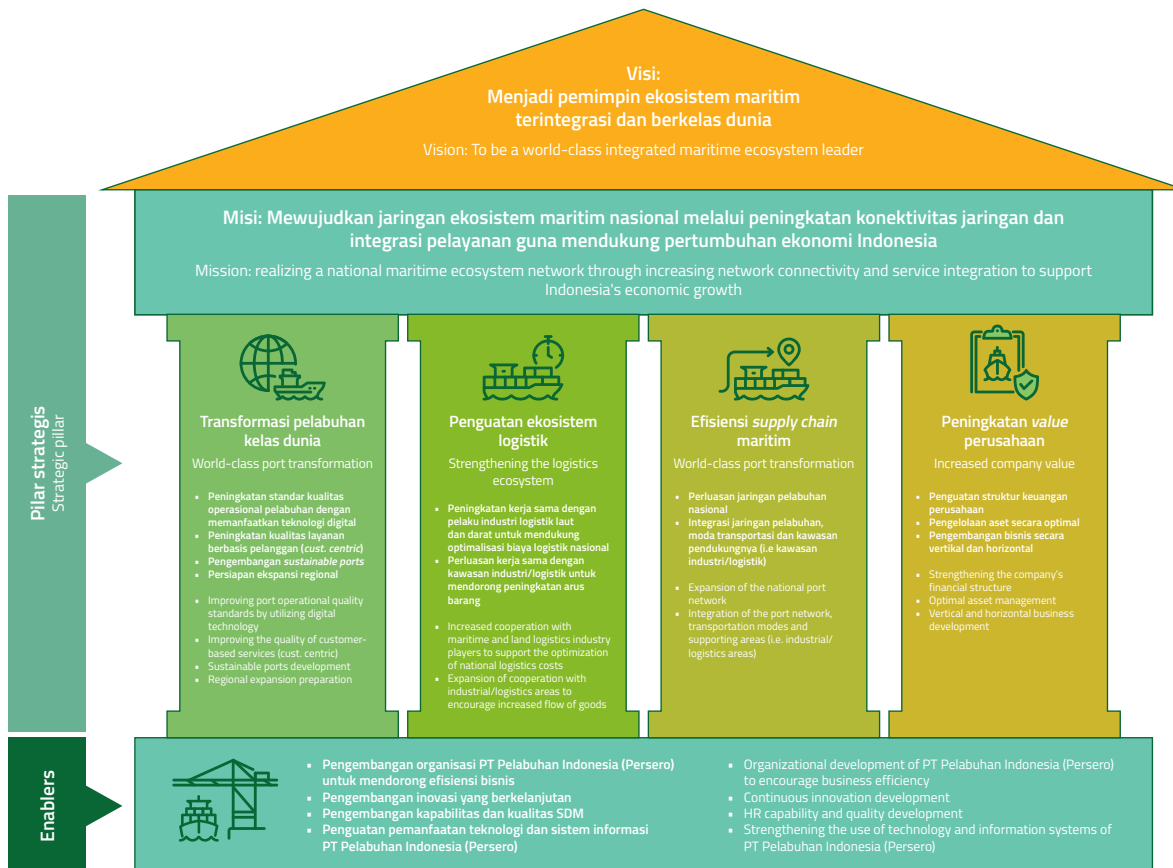 Visi:
Menjadi pemimpin ekosistem maritim
terintegrasi dan berkelas dunia
Vision: To be a world-class integrated maritime ecosystem leader
Misi: Mewujudkan jaringan ekosistem maritim nasional melalui peningkatan konektivitas jaringan dan
integrasi pelayanan guna mendukung pertumbuhan ekonomi Indonesia
Mission: realizing a national maritime ecosystem network through increasing network connectivity and service integration to support
Indonesia's economic growth
Pilar strategis
Strategic pillar
Transformasi pelabuhan
kelas dunia
World-class port transformation
• Peningkatan standar kualitas
operasional pelabuhan dengan
memanfaatkan teknologi digital
• Peningkatan kualitas layanan
berbasis pelanggan (cust. centric)
• Pengembangan sustainable ports
• Persiapan ekspansi regional
• Improving port operational quality
standards by utilizing digital
technology
• Improving the quality of customer-
based services (cust. centric)
• Sustainable ports development
• Regional expansion preparation
Penguatan ekosistem
logistik
Strengthening the logistics
ecosystem
• Peningkatan kerja sama dengan
pelaku industri logistik laut
dan darat untuk mendukung
optimalisasi biaya logistik nasional
• Perluasan kerja sama dengan
kawasan industri/logistik untuk
mendorong peningkatan arus
barang
• Increased cooperation with
maritime and land logistics industry
players to support the optimization
of national logistics costs
• Expansion of cooperation with
industrial/logistics areas to
encourage increased flow of goods
Efisiensi supply chain
maritim
World-class port transformation
• Perluasan jaringan pelabuhan
nasional
• Integrasi jaringan pelabuhan,
moda transportasi dan kawasan
pendukungnya (i.e kawasan
industri/logistik)
• Expansion of the national port
network
• Integration of the port network,
transportation modes and
supporting areas (i.e. industrial/
logistics areas)
Peningkatan value
perusahaan
Increased company value
• Penguatan struktur keuangan
perusahaan
• Pengelolaan aset secara optimal
• Pengembangan bisnis secara
vertikal dan horizontal
• Strengthening the company's
financial structure
• Optimal asset management
• Vertical and horizontal business
development
Enablers
• Pengembangan organisasi PT Pelabuhan Indonesia (Persero)
untuk mendorong efisiensi bisnis
• Pengembangan inovasi yang berkelanjutan
• Pengembangan kapabilitas dan kualitas SDM
• Penguatan pemanfaatan teknologi dan sistem informasi
PT Pelabuhan Indonesia (Persero)
• Organizational development of PT Pelabuhan Indonesia (Persero)
to encourage business efficiency
• Continuous innovation development
• HR capability and quality development
• Strengthening the use of technology and information systems of
PT Pelabuhan Indonesia (Persero)